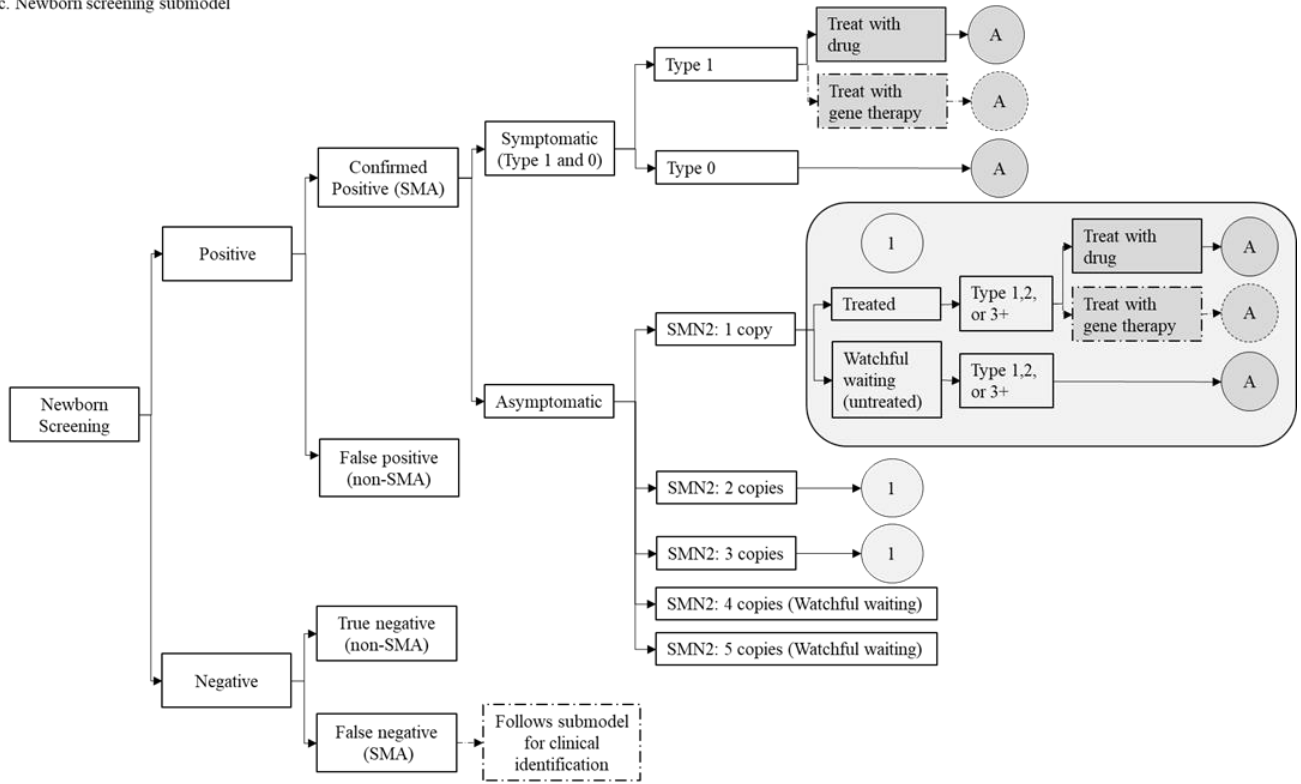 c. Newborn screening submodel
Treat with
drug
A
Type 1
Treat with
gene therapy
A
Symptomatic
(Type 1 and 0)
Confirmed
Positive (SMA)
Type 0
A
Positive
1
Treat with
drug
A
Treated
Type 1,2,
or 3+
Treat with
gene therapy
A
SMN2: 1 copy
Watchful
waiting
(untreated)
Type 1,2,
or 3+
A
Asymptomatic
Newborn
Screening
False positive
(non-SMA)
SMN2: 2 copies
1
SMN2: 3 copies
1
SMN2: 4 copies (Watchful waiting)
True negative
(non-SMA)
SMN2: 5 copies (Watchful waiting)
Negative
False negative
(SMA)
Follows submodel
for clinical
identification